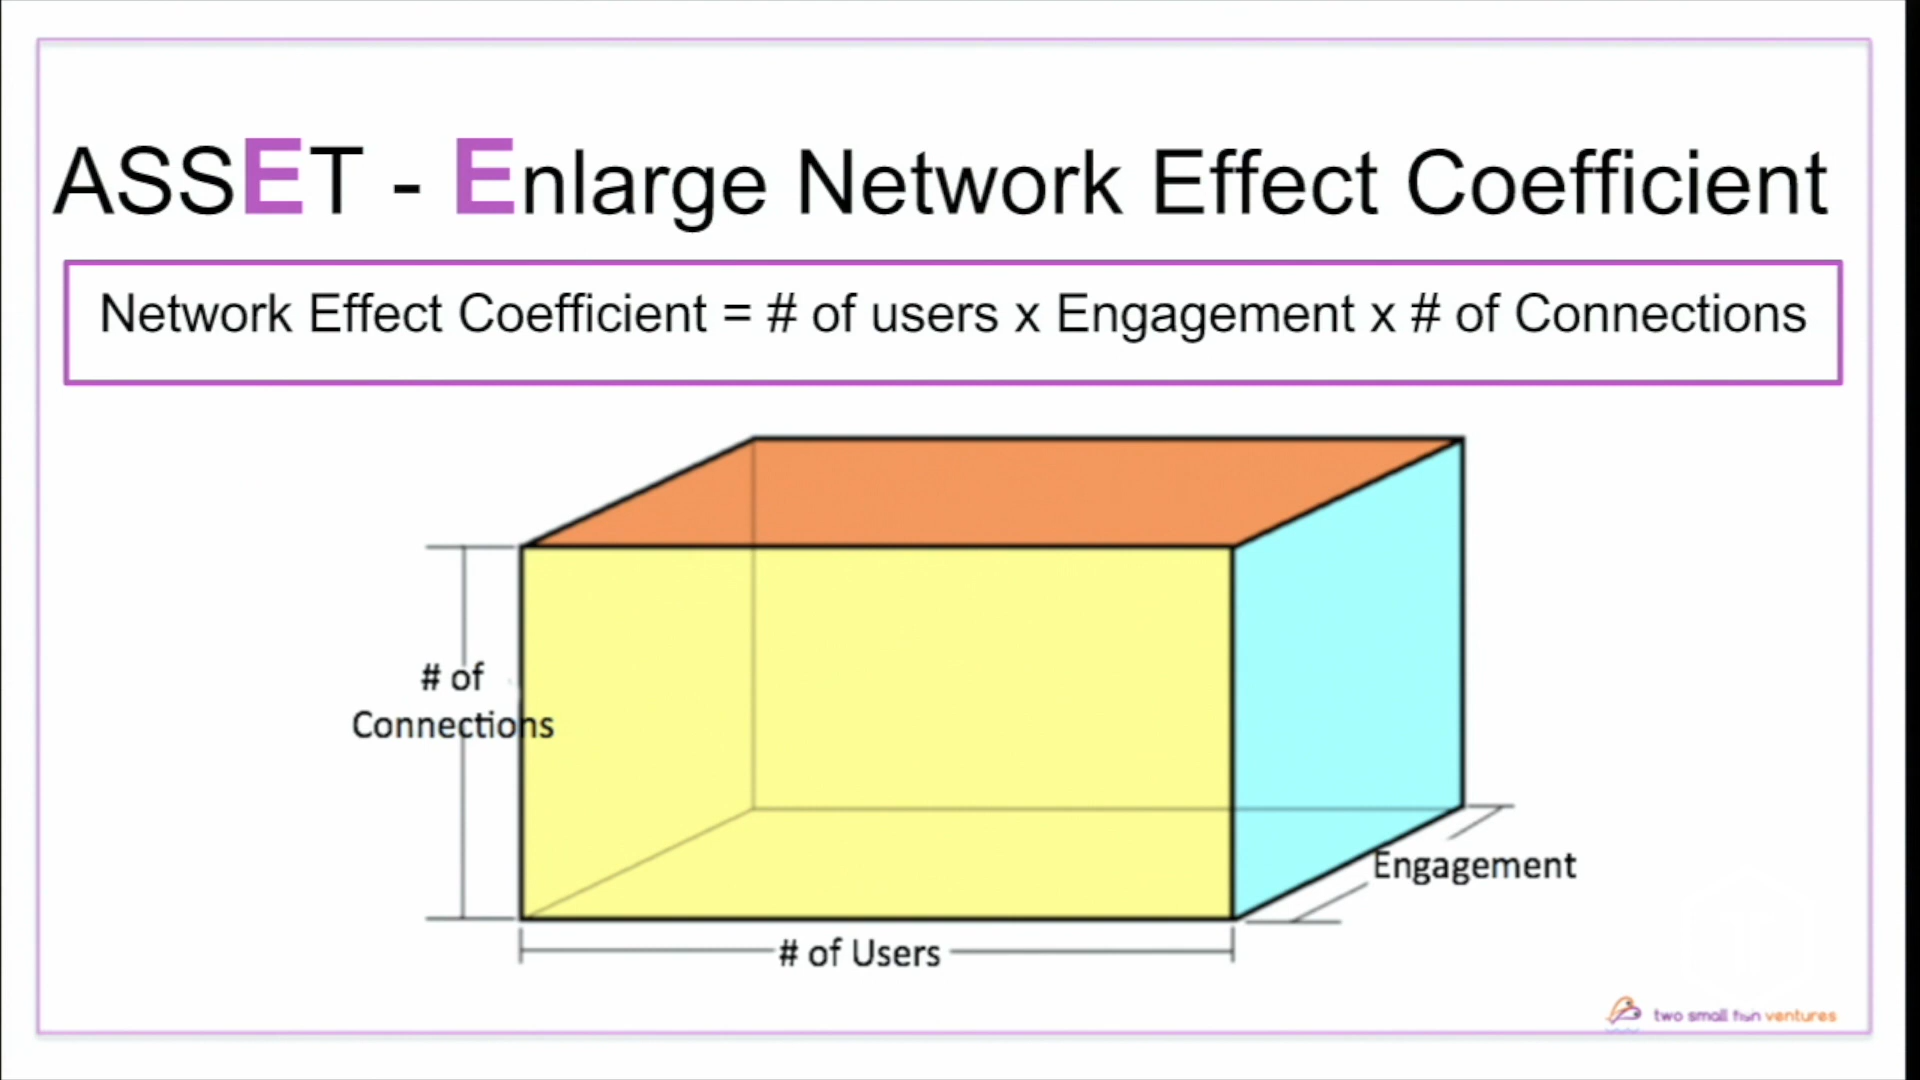 ASSET - Enlarge Network Effect Coefficient
Network Effect Coefficient = # of users x Engagement x # of Connections
# of
Connections
Engagement
# of Users
two small fish ventures